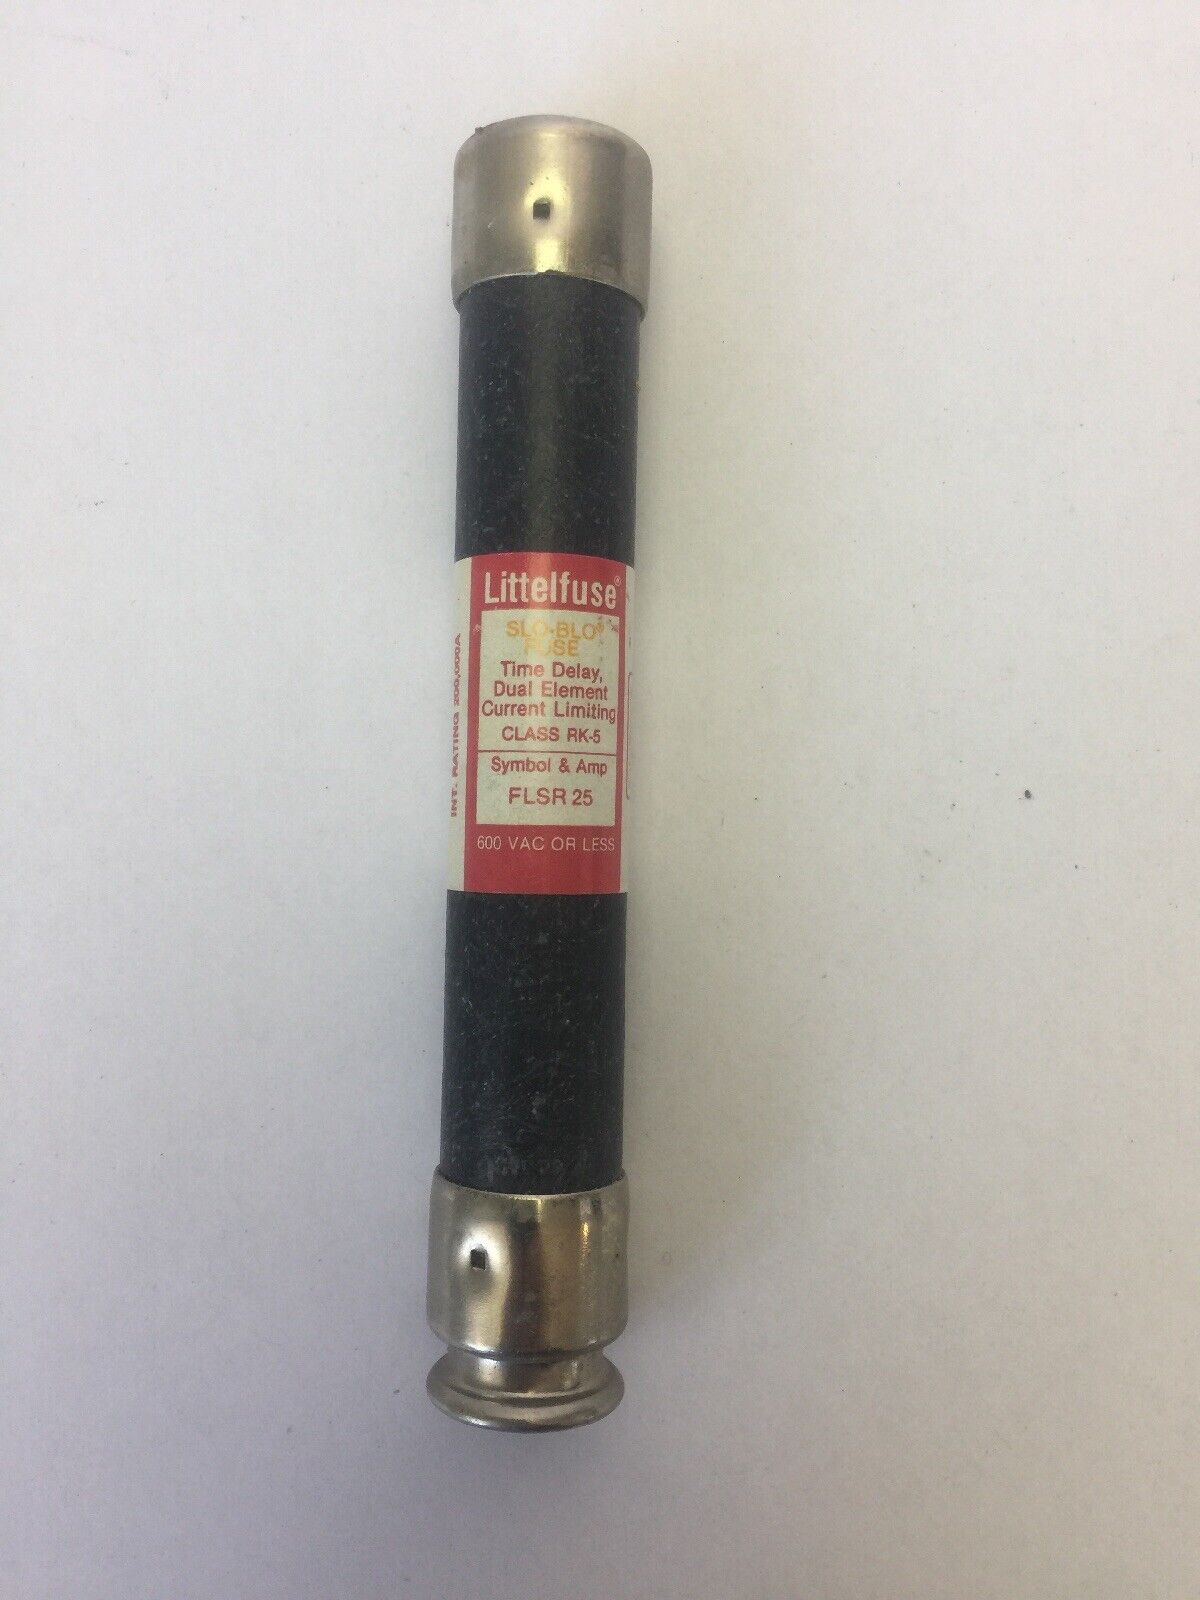 Littelfuse®
SLO-BLO®
FUSE
Time Delay,
Dual Element
Current Limiting
CLASS RK-5
Symbol & Amp
FLSR 25
600 VAC OR LESS
INT. RATING 200,000A